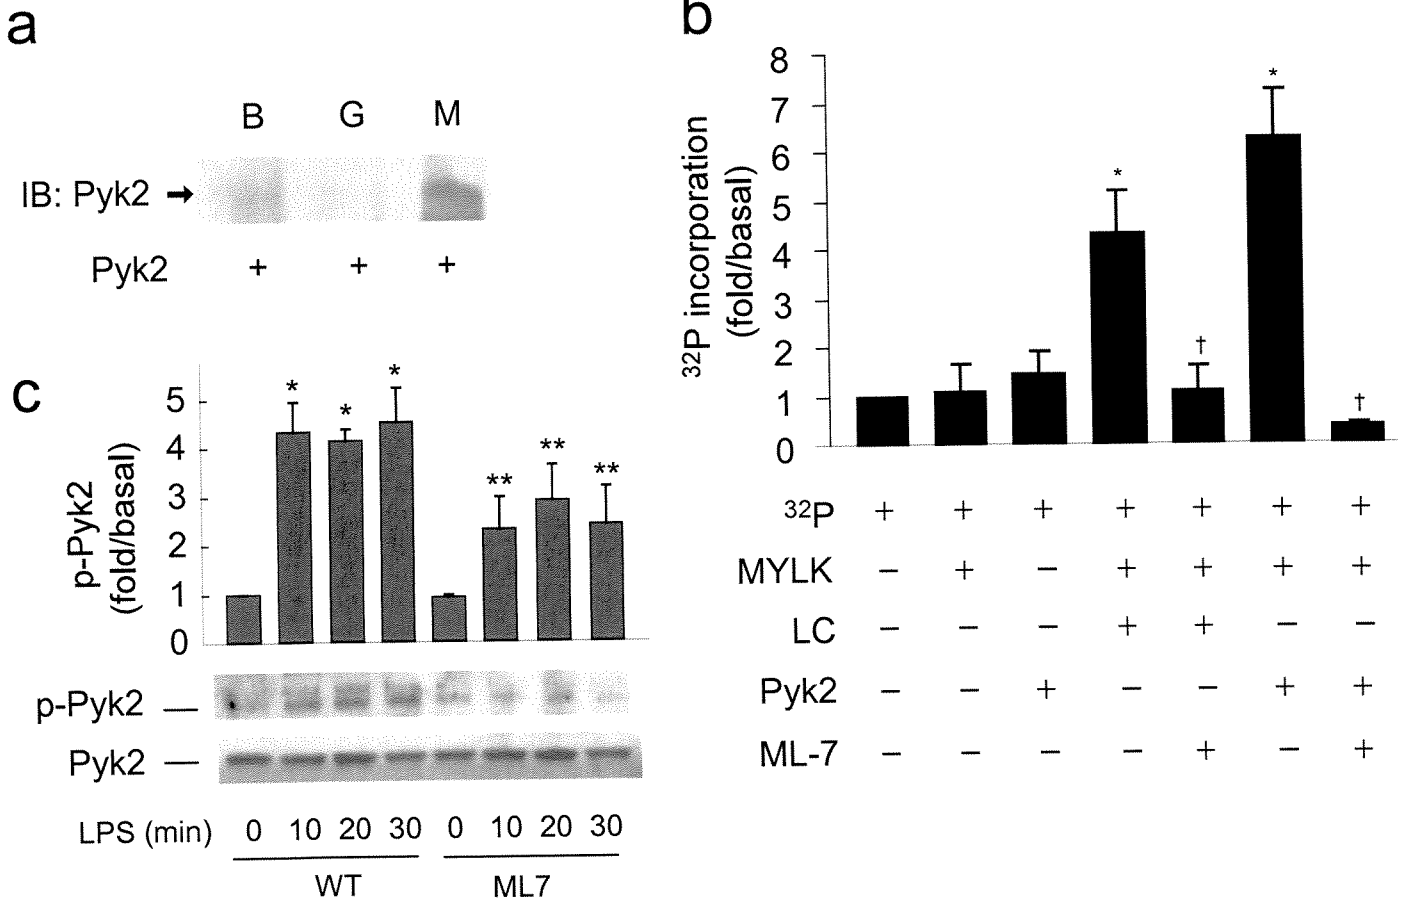 a
B G M
IB: Pyk2
Pyk2 + + +
b
8
7
6
5
4
3
2
1
0
32P incorporation
(fold/basal)
* † * †
32P + + + + + + +
MYLK − + − + + + +
LC − − − + + − −
Pyk2 − − + − − + +
ML-7 − − − − + − +
c
5
4
3
2
1
0
p-Pyk2
(fold/basal)
* * * ** ** **
p-Pyk2
Pyk2
LPS (min) 0 10 20 30 0 10 20 30
WT ML7